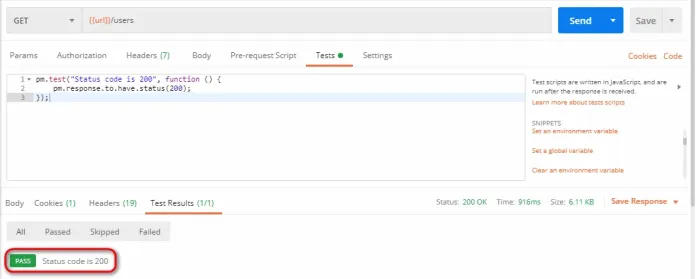 GET {{url}}/users Send Save
Params Authorization Headers (7) Body Pre-request Script Tests Settings Cookies Code
1 pm.test("Status code is 200", function () {
2 pm.response.to.have.status(200);
3 });
Test scripts are written in JavaScript, and are
run after the response is received.
Learn more about tests scripts
SNIPPETS
Set an environment variable
Set a global variable
Clear an environment variable
Body Cookies (1) Headers (19) Test Results (1/1) Status: 200 OK Time: 916ms Size: 6.11 KB Save Response
All Passed Skipped Failed
PASS Status code is 200